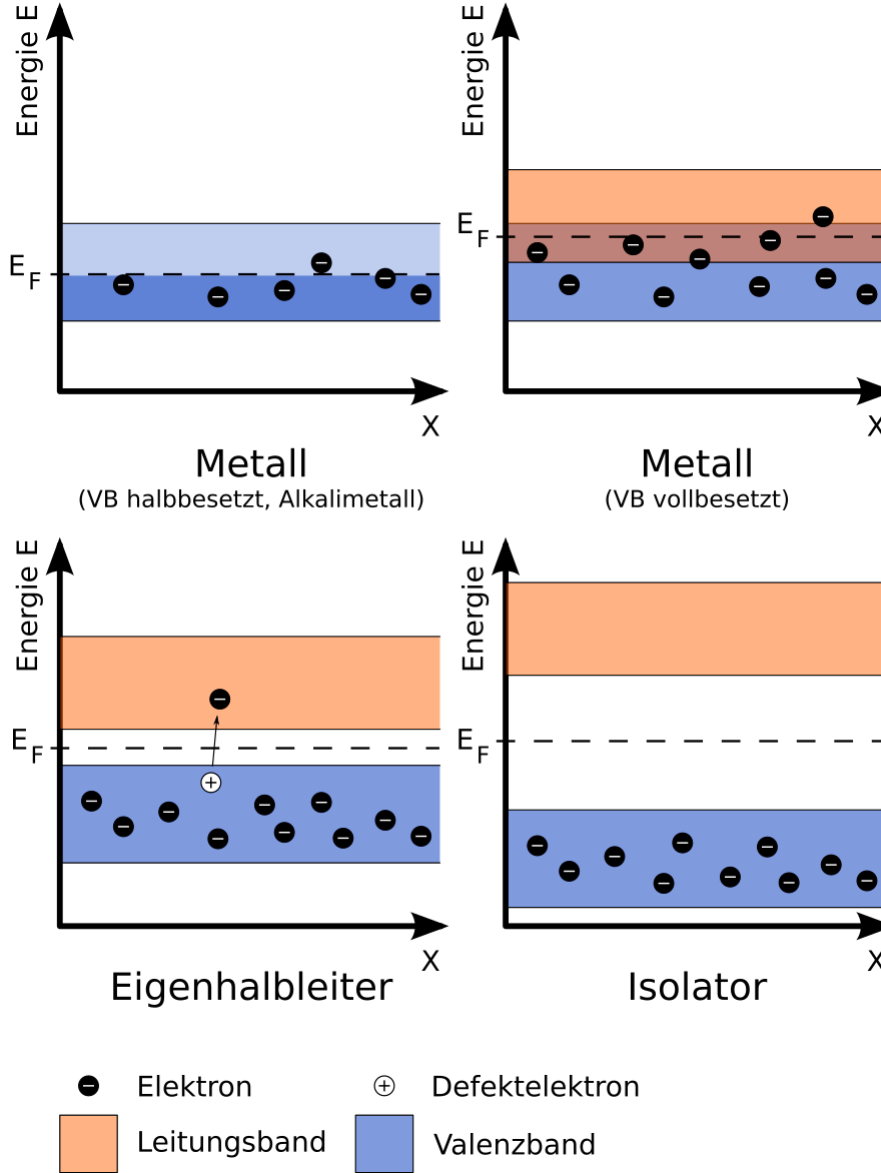 Energie E
E_F
X
Metall
(VB halbbesetzt, Alkalimetall)
Energie E
E_F
X
Metall
(VB vollbesetzt)
Energie E
E_F
X
Eigenhalbleiter
Energie E
E_F
X
Isolator
Elektron
Defektelektron
Leitungsband
Valenzband